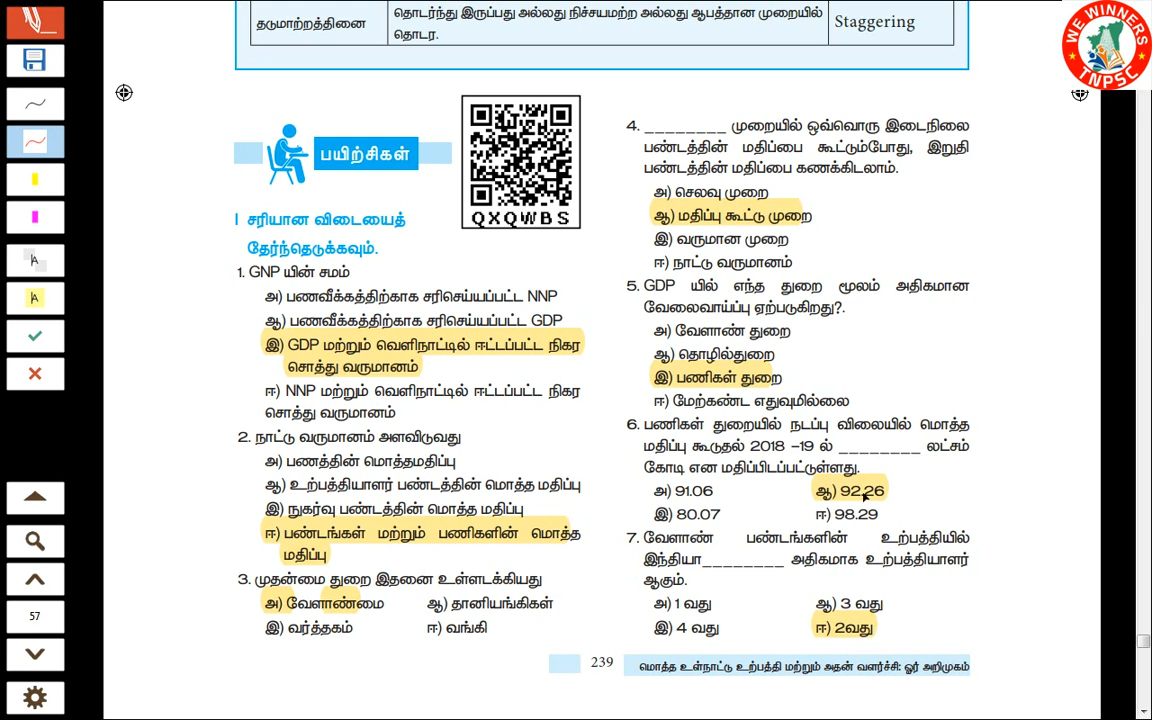 தடுமாற்றத்தினை
தொடர்ந்து இருப்பது அல்லது நிச்சயமற்ற அல்லது ஆபத்தான முறையில்
தொடர.
Staggering
WE WINNERS
TNPSC
பயிற்சிகள்
QXQWBS
I சரியான விடையைத்
தேர்ந்தெடுக்கவும்.
1. GNP யின் சமம்
அ) பணவீக்கத்திற்காக சரிசெய்யப்பட்ட NNP
ஆ) பணவீக்கத்திற்காக சரிசெய்யப்பட்ட GDP
இ) GDP மற்றும் வெளிநாட்டில் ஈட்டப்பட்ட நிகர
சொத்து வருமானம்
ஈ) NNP மற்றும் வெளிநாட்டில் ஈட்டப்பட்ட நிகர
சொத்து வருமானம்
2. நாட்டு வருமானம் அளவிடுவது
அ) பணத்தின் மொத்தமதிப்பு
ஆ) உற்பத்தியாளர் பண்டத்தின் மொத்த மதிப்பு
இ) நுகர்வு பண்டத்தின் மொத்த மதிப்பு
ஈ) பண்டங்கள் மற்றும் பணிகளின் மொத்த
மதிப்பு
3. முதன்மை துறை இதனை உள்ளடக்கியது
அ) வேளாண்மை ஆ) தானியங்கிகள்
இ) வர்த்தகம் ஈ) வங்கி
4. ________ முறையில் ஒவ்வொரு இடைநிலை
பண்டத்தின் மதிப்பை கூட்டும்போது, இறுதி
பண்டத்தின் மதிப்பை கணக்கிடலாம்.
அ) செலவு முறை
ஆ) மதிப்பு கூட்டு முறை
இ) வருமான முறை
ஈ) நாட்டு வருமானம்
5. GDP யில் எந்த துறை மூலம் அதிகமான
வேலைவாய்ப்பு ஏற்படுகிறது?.
அ) வேளாண் துறை
ஆ) தொழில்துறை
இ) பணிகள் துறை
ஈ) மேற்கண்ட எதுவுமில்லை
6. பணிகள் துறையில் நடப்பு விலையில் மொத்த
மதிப்பு கூடுதல் 2018 –19 ல் ________ லட்சம்
கோடி என மதிப்பிடப்பட்டுள்ளது.
அ) 91.06 ஆ) 92.26
இ) 80.07 ஈ) 98.29
7. வேளாண் பண்டங்களின் உற்பத்தியில்
இந்தியா________ அதிகமாக உற்பத்தியாளர்
ஆகும்.
அ) 1 வது ஆ) 3 வது
இ) 4 வது ஈ) 2வது
57
239 மொத்த உள்நாட்டு உற்பத்தி மற்றும் அதன் வளர்ச்சி: ஓர் அறிமுகம்